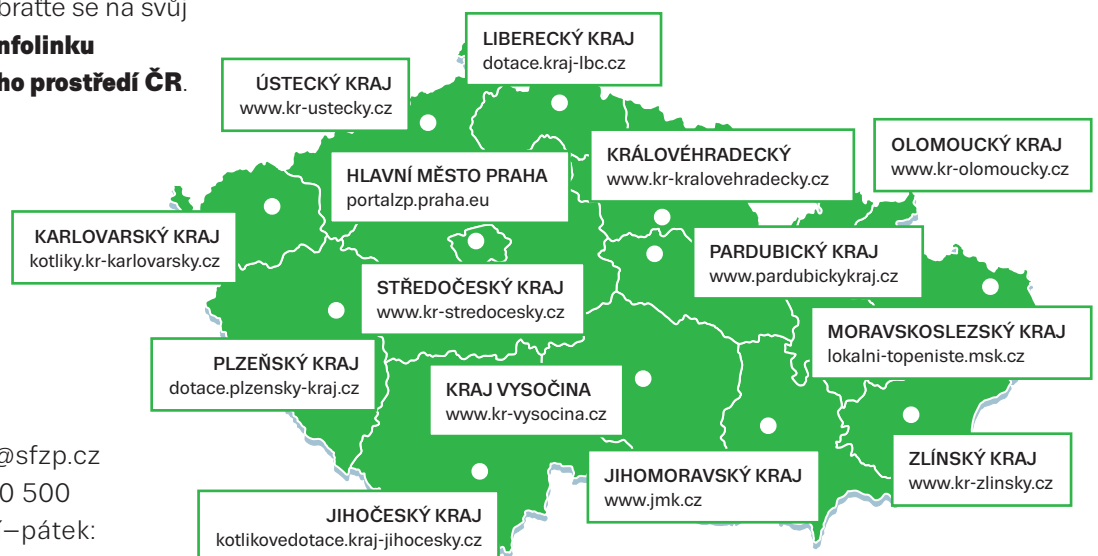 braťte se na svůj
nfolinku
ho prostředí ČR.
LIBERECKÝ KRAJ
dotace.kraj-lbc.cz
ÚSTECKÝ KRAJ
www.kr-ustecky.cz
HLAVNÍ MĚSTO PRAHA
portalzp.praha.eu
KRÁLOVÉHRADECKÝ
www.kr-kralovehradecky.cz
OLOMOUCKÝ KRAJ
www.kr-olomoucky.cz
KARLOVARSKÝ KRAJ
kotliky.kr-karlovarsky.cz
PARDUBICKÝ KRAJ
www.pardubickykraj.cz
STŘEDOČESKÝ KRAJ
www.kr-stredocesky.cz
MORAVSKOSLEZSKÝ KRAJ
lokalni-topeniste.msk.cz
PLZEŇSKÝ KRAJ
dotace.plzensky-kraj.cz
KRAJ VYSOČINA
www.kr-vysocina.cz
ZLÍNSKÝ KRAJ
www.kr-zlinsky.cz
JIHOMORAVSKÝ KRAJ
www.jmk.cz
JIHOČESKÝ KRAJ
kotlikovedotace.kraj-jihocesky.cz
@sfzp.cz
0 500
–pátek: